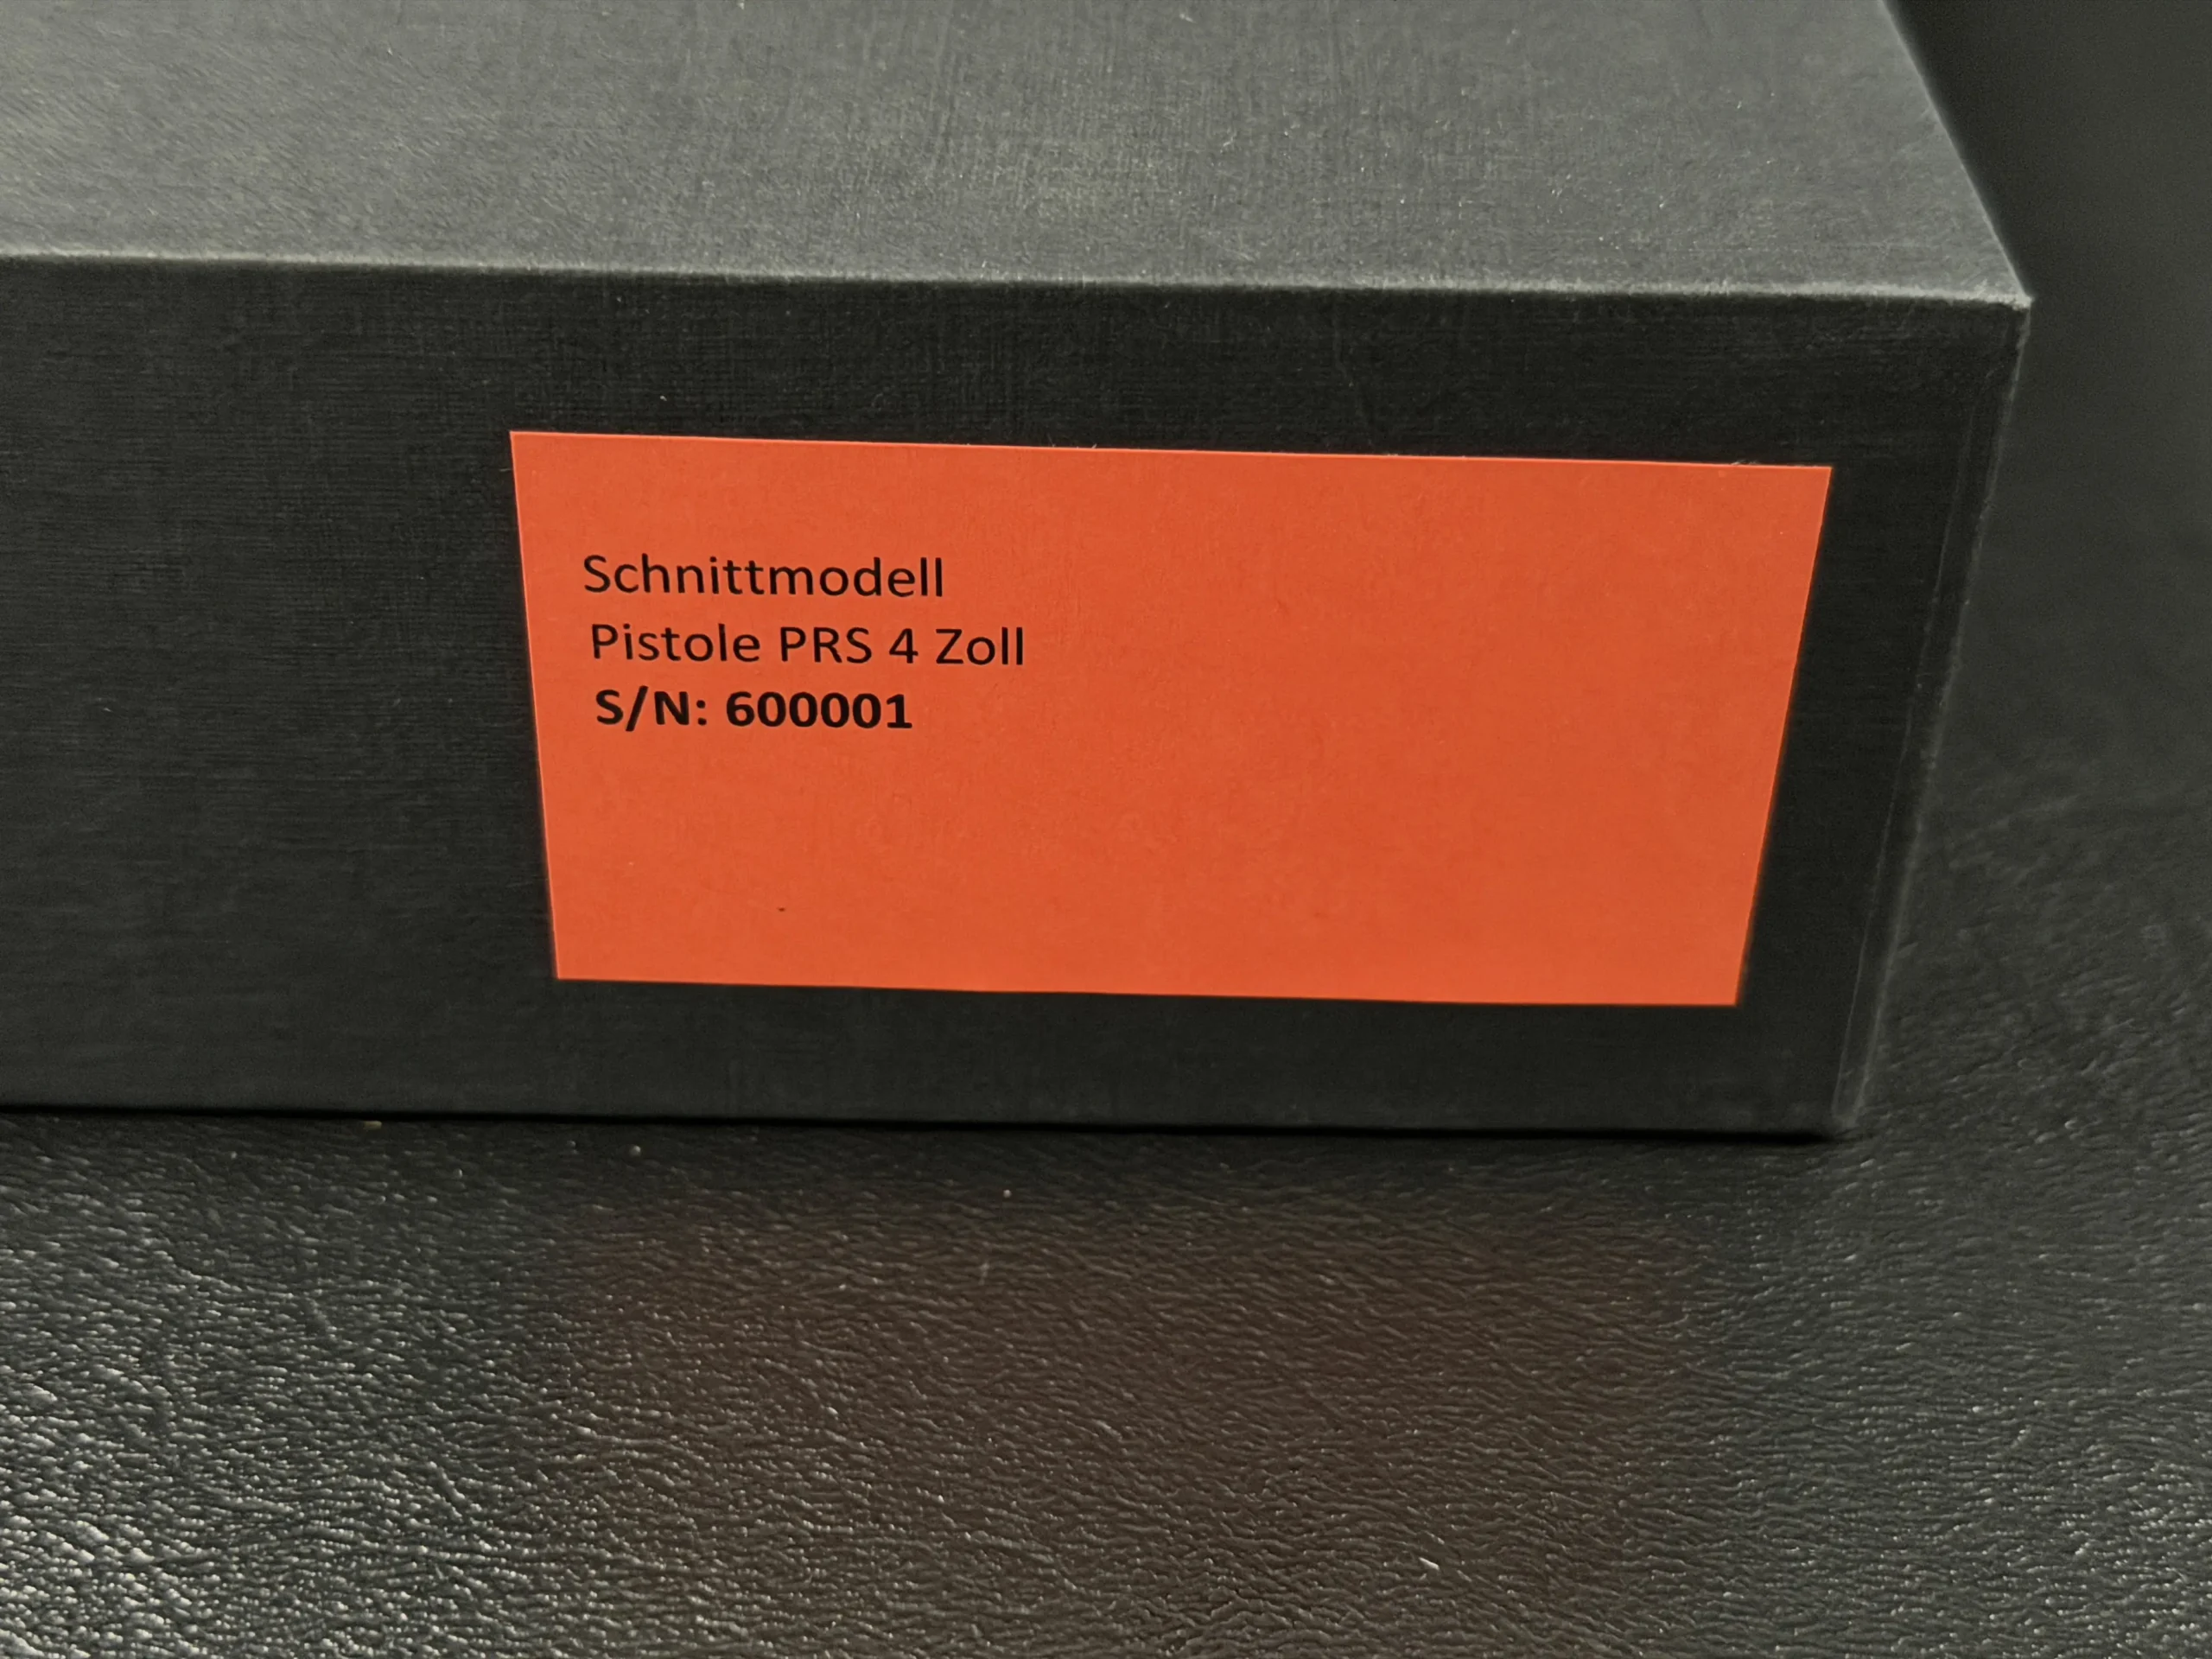 Schnittmodell
Pistole PRS 4 Zoll
S/N: 600001